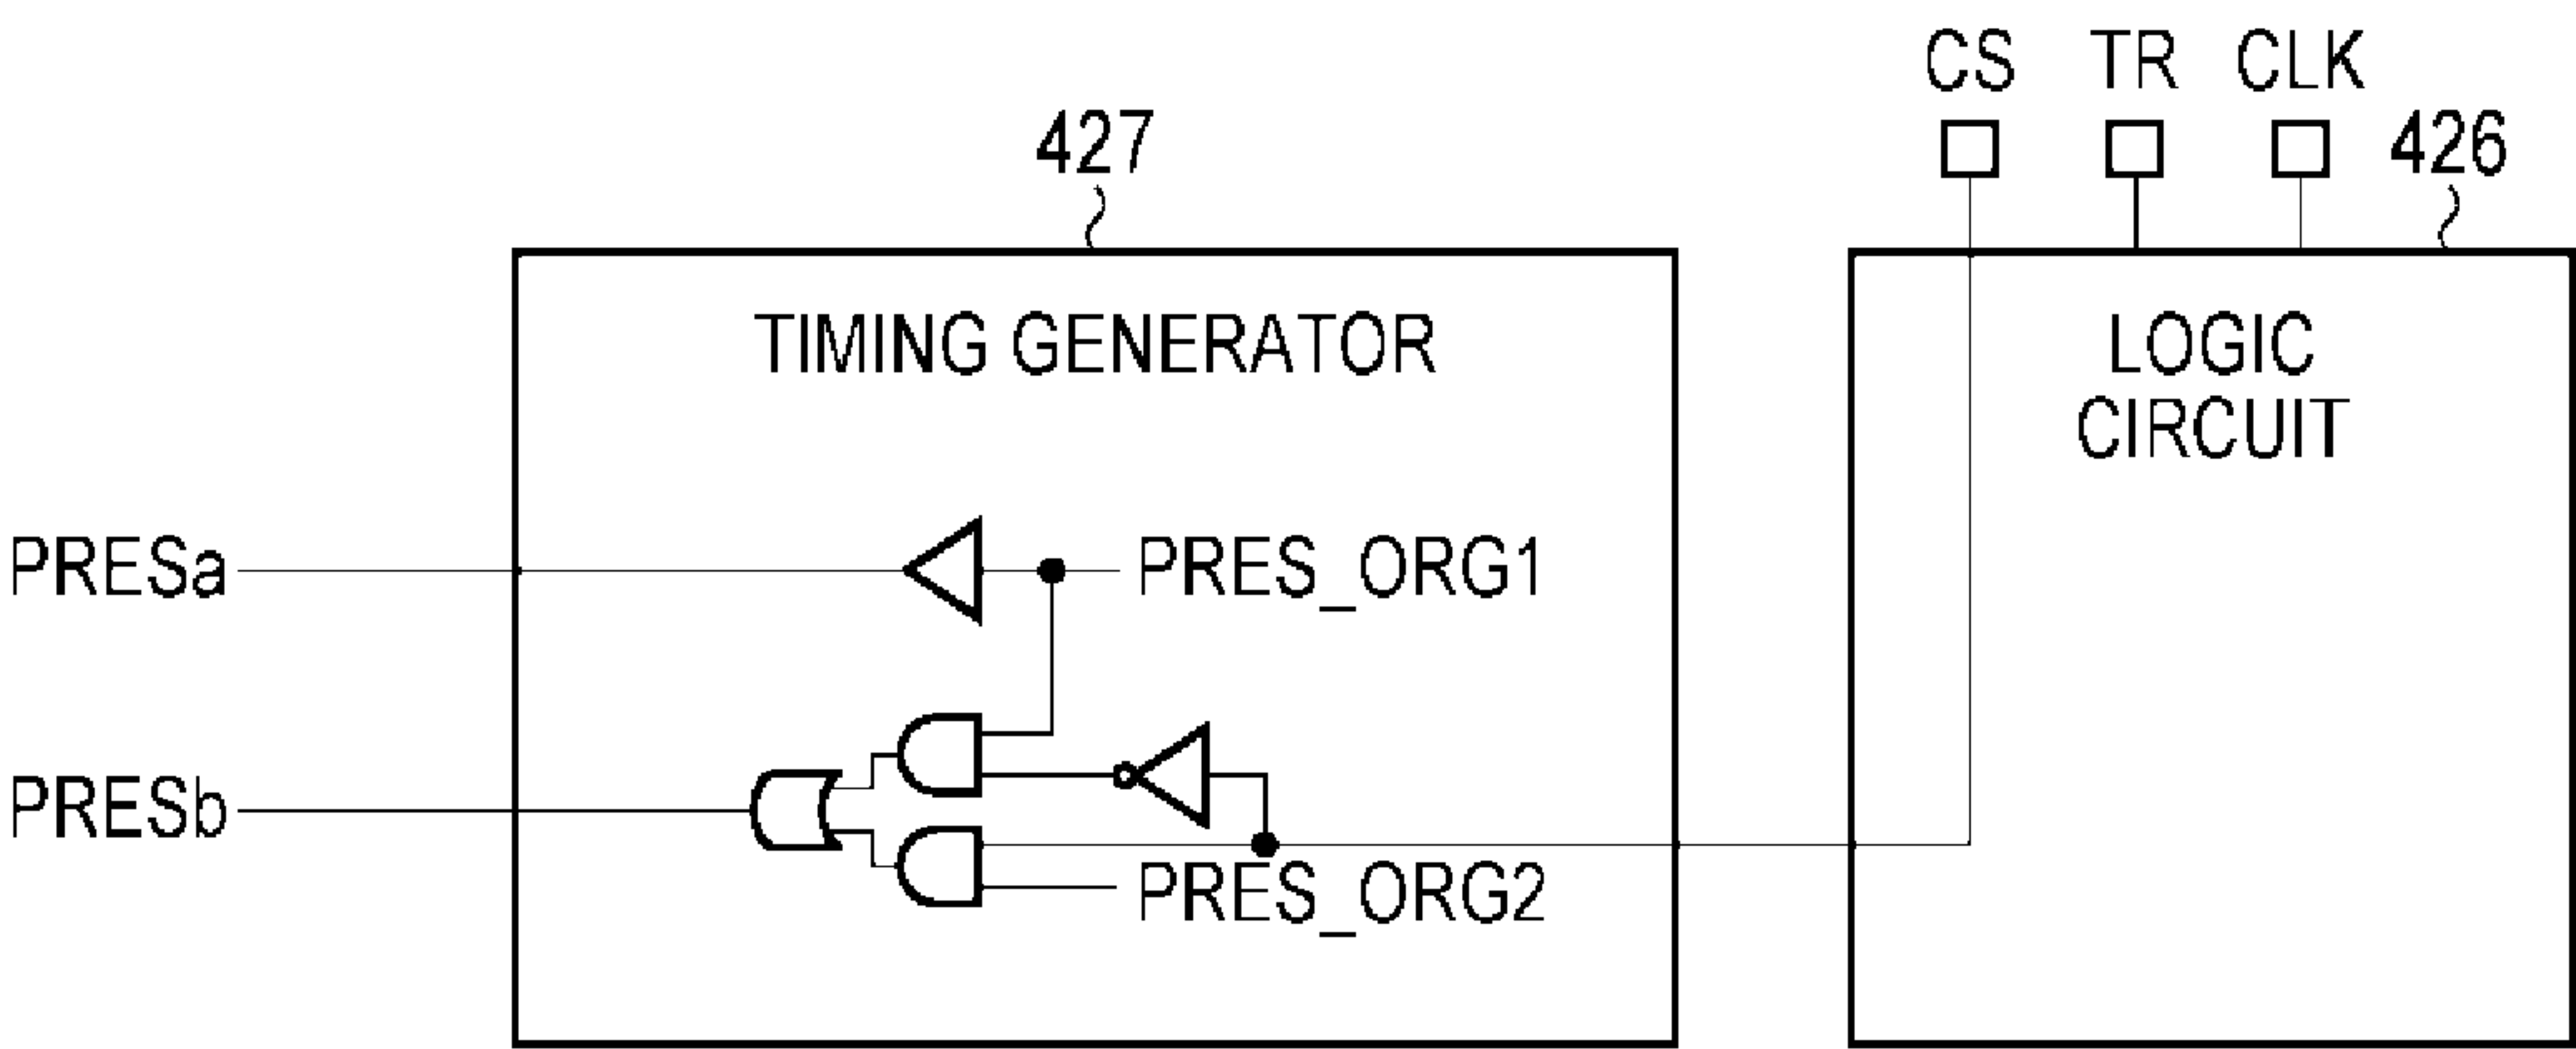 CS TR CLK
427
426
TIMING GENERATOR
LOGIC
CIRCUIT
PRESa
PRES_ORG1
PRESb
PRES_ORG2